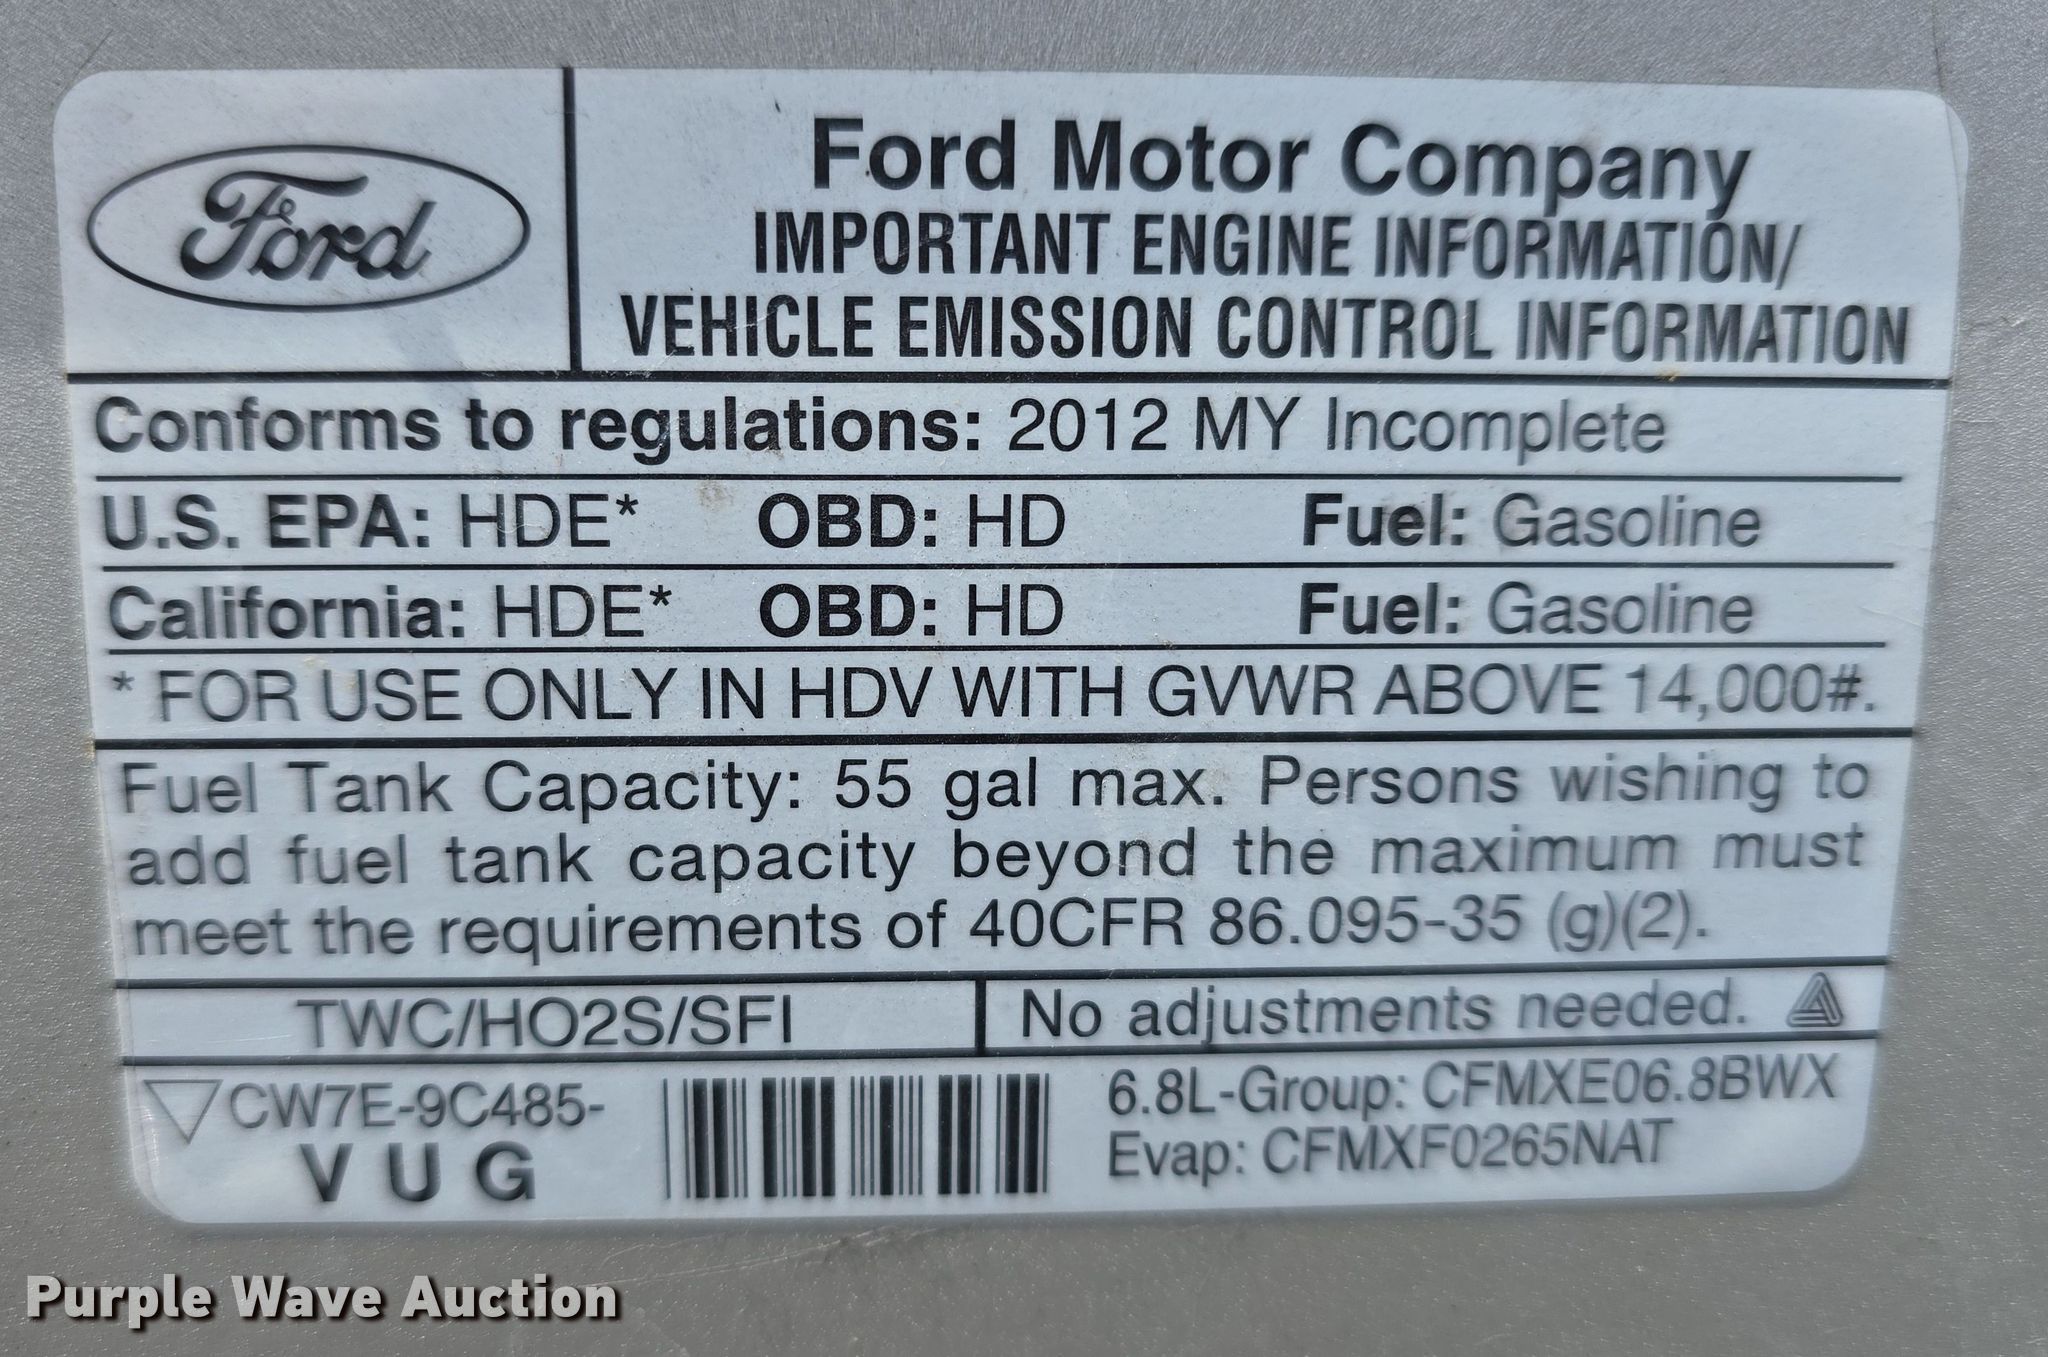 Ford
Ford Motor Company
IMPORTANT ENGINE INFORMATION/
VEHICLE EMISSION CONTROL INFORMATION
Conforms to regulations: 2012 MY Incomplete
U.S. EPA: HDE* OBD: HD Fuel: Gasoline
California: HDE* OBD: HD Fuel: Gasoline
* FOR USE ONLY IN HDV WITH GVWR ABOVE 14,000#.
Fuel Tank Capacity: 55 gal max. Persons wishing to
add fuel tank capacity beyond the maximum must
meet the requirements of 40CFR 86.095-35 (g)(2).
TWC/HO2S/SFI
No adjustments needed.
CW7E-9C485-
VUG
6.8L-Group: CFMXE06.8BWX
Evap: CFMXF0265NAT
Purple Wave Auction